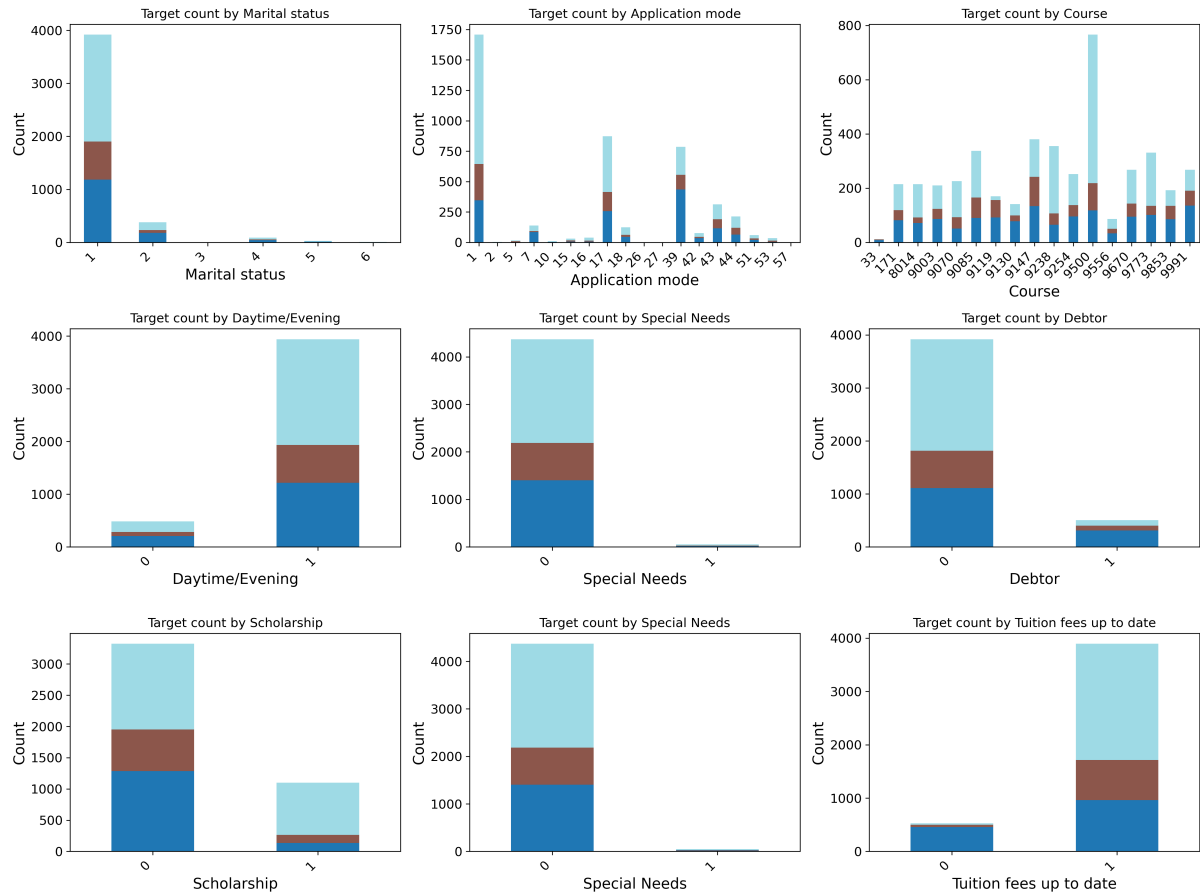 Target count by Marital status
Count
4000
3000
2000
1000
0
1 2 3 4 5 6
Marital status
Target count by Application mode
Count
1750
1500
1250
1000
750
500
250
0
1 2 5 7 10 15 16 17 18 26 27 39 42 43 44 51 53 57
Application mode
Target count by Course
Count
800
600
400
200
0
33 171 8014 9003 9070 9085 9119 9130 9147 9238 9254 9500 9556 9670 9773 9853 9991
Course
Target count by Daytime/Evening
Count
4000
3000
2000
1000
0
0 1
Daytime/Evening
Target count by Special Needs
Count
4000
3000
2000
1000
0
0 1
Special Needs
Target count by Debtor
Count
4000
3000
2000
1000
0
0 1
Debtor
Target count by Scholarship
Count
3000
2500
2000
1500
1000
500
0
0 1
Scholarship
Target count by Special Needs
Count
4000
3000
2000
1000
0
0 1
Special Needs
Target count by Tuition fees up to date
Count
4000
3000
2000
1000
0
0 1
Tuition fees up to date